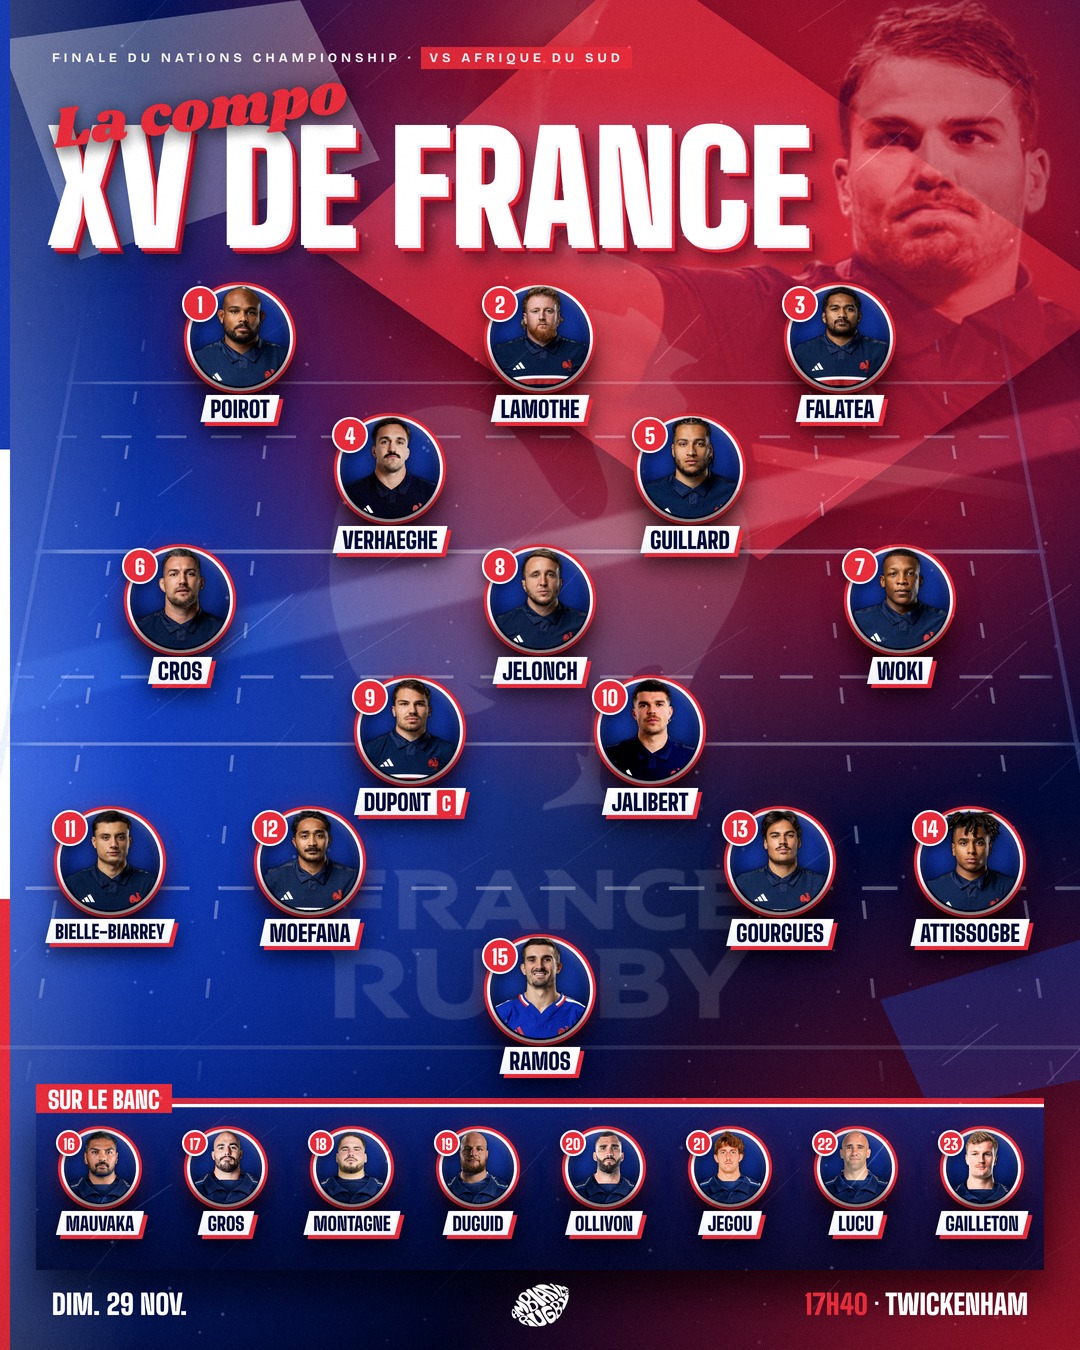 FINALE DU NATIONS CHAMPIONSHIP · VS AFRIQUE DU SUD
La compo
XV DE FRANCE
1 2 3
POIROT LAMOTHE FALATEA
4 5
VERHAEGHE GUILLARD
6 8 7
CROS JELONCH WOKI
9 10
DUPONT C JALIBERT
11 12 13 14
BIELLE-BIARREY MOEFANA GOURGUES ATTISSOGBE
FRANCE
RUGBY
15
RAMOS
SUR LE BANC
16 17 18 19 20 21 22 23
MAUVAKA GROS MONTAGNE DUGUID OLLIVON JEGOU LUCU GAILLETON
DIM. 29 NOV.
17H40 · TWICKENHAM